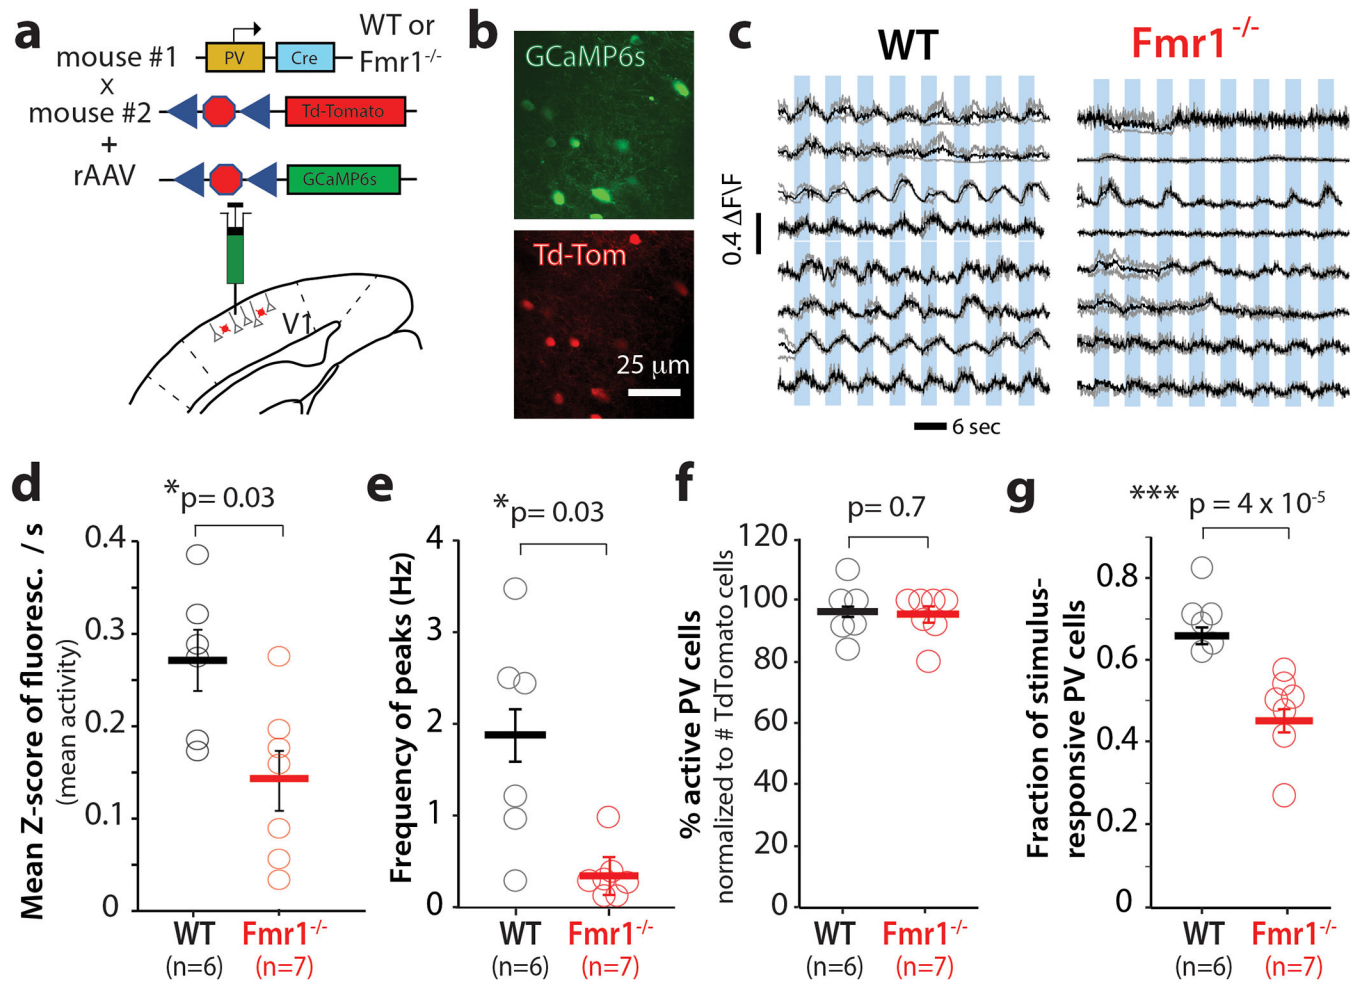 a
mouse #1
PV
Cre
WT or
Fmr1-/-
x
mouse #2
Td-Tomato
+
rAAV
GCaMP6s
V1
b
GCaMP6s
Td-Tom
25 μm
c
WT
Fmr1 -/-
0.4 ΔF\F
6 sec
d
*p= 0.03
Mean Z-score of fluoresc. / s
(mean activity)
0.4
0.3
0.2
0.1
0
WT
Fmr1-/-
(n=6)
(n=7)
e
*p= 0.03
Frequency of peaks (Hz)
4
3
2
1
0
WT
Fmr1-/-
(n=6)
(n=7)
f
p= 0.7
% active PV cells
normalized to # TdTomato cells
120
100
80
60
40
20
0
WT
Fmr1-/-
(n=6)
(n=7)
g
*** p = 4 x 10-5
Fraction of stimulus-
responsive PV cells
0.8
0.6
0.4
0.2
0
WT
Fmr1-/-
(n=6)
(n=7)